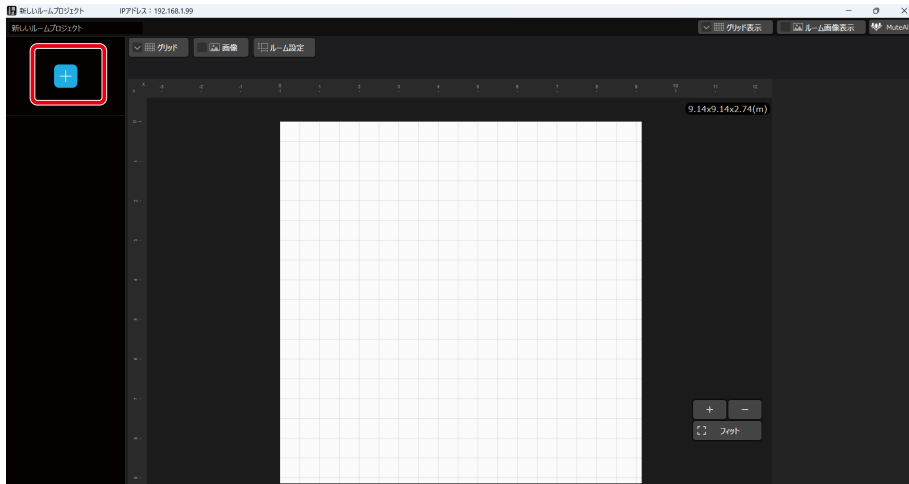 新しいルームプロジェクト IPアドレス：192.168.1.99
新しいルームプロジェクト
グリッド表示 ルーム画像表示 MuteAl
グリッド 画像 ルーム設定
9.14x9.14x2.74(m)
フィット